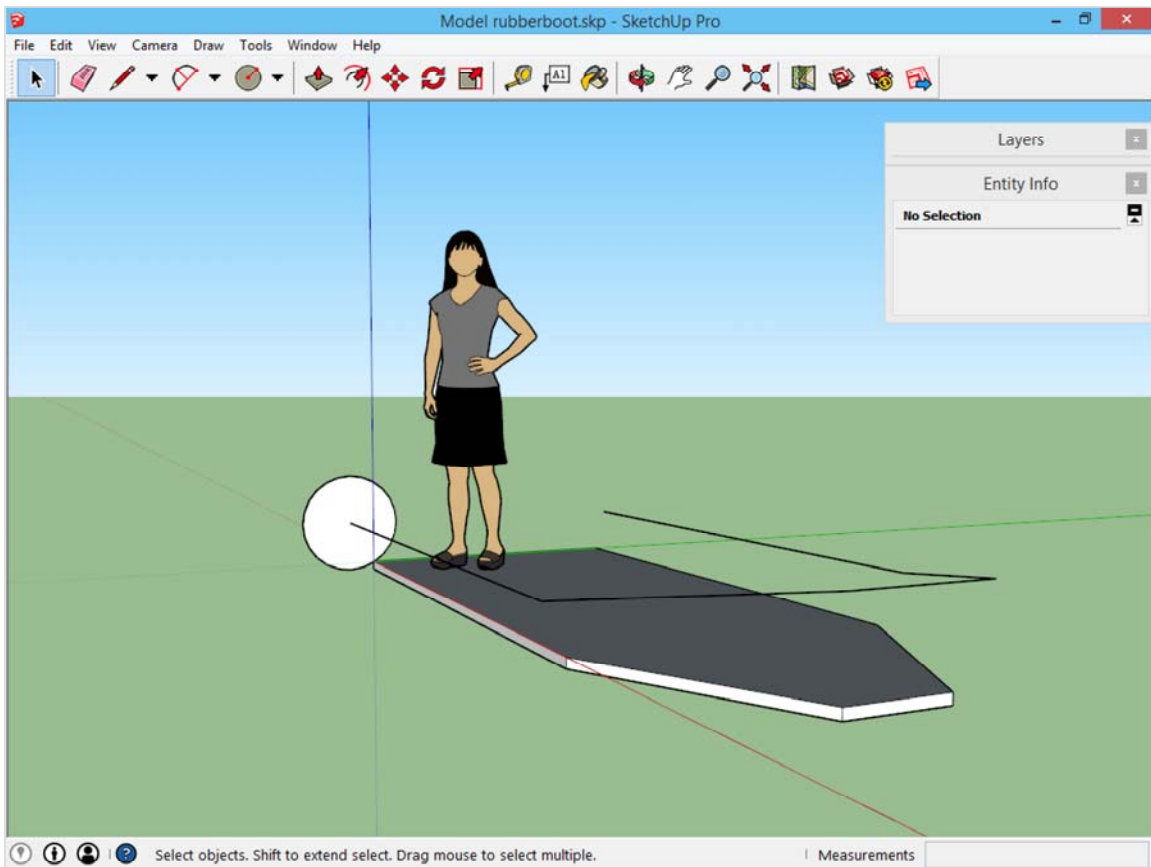 Model rubberboot.skp - SketchUp Pro
File Edit View Camera Draw Tools Window Help
A1
Layers
Entity Info
No Selection
Select objects. Shift to extend select. Drag mouse to select multiple.
Measurements